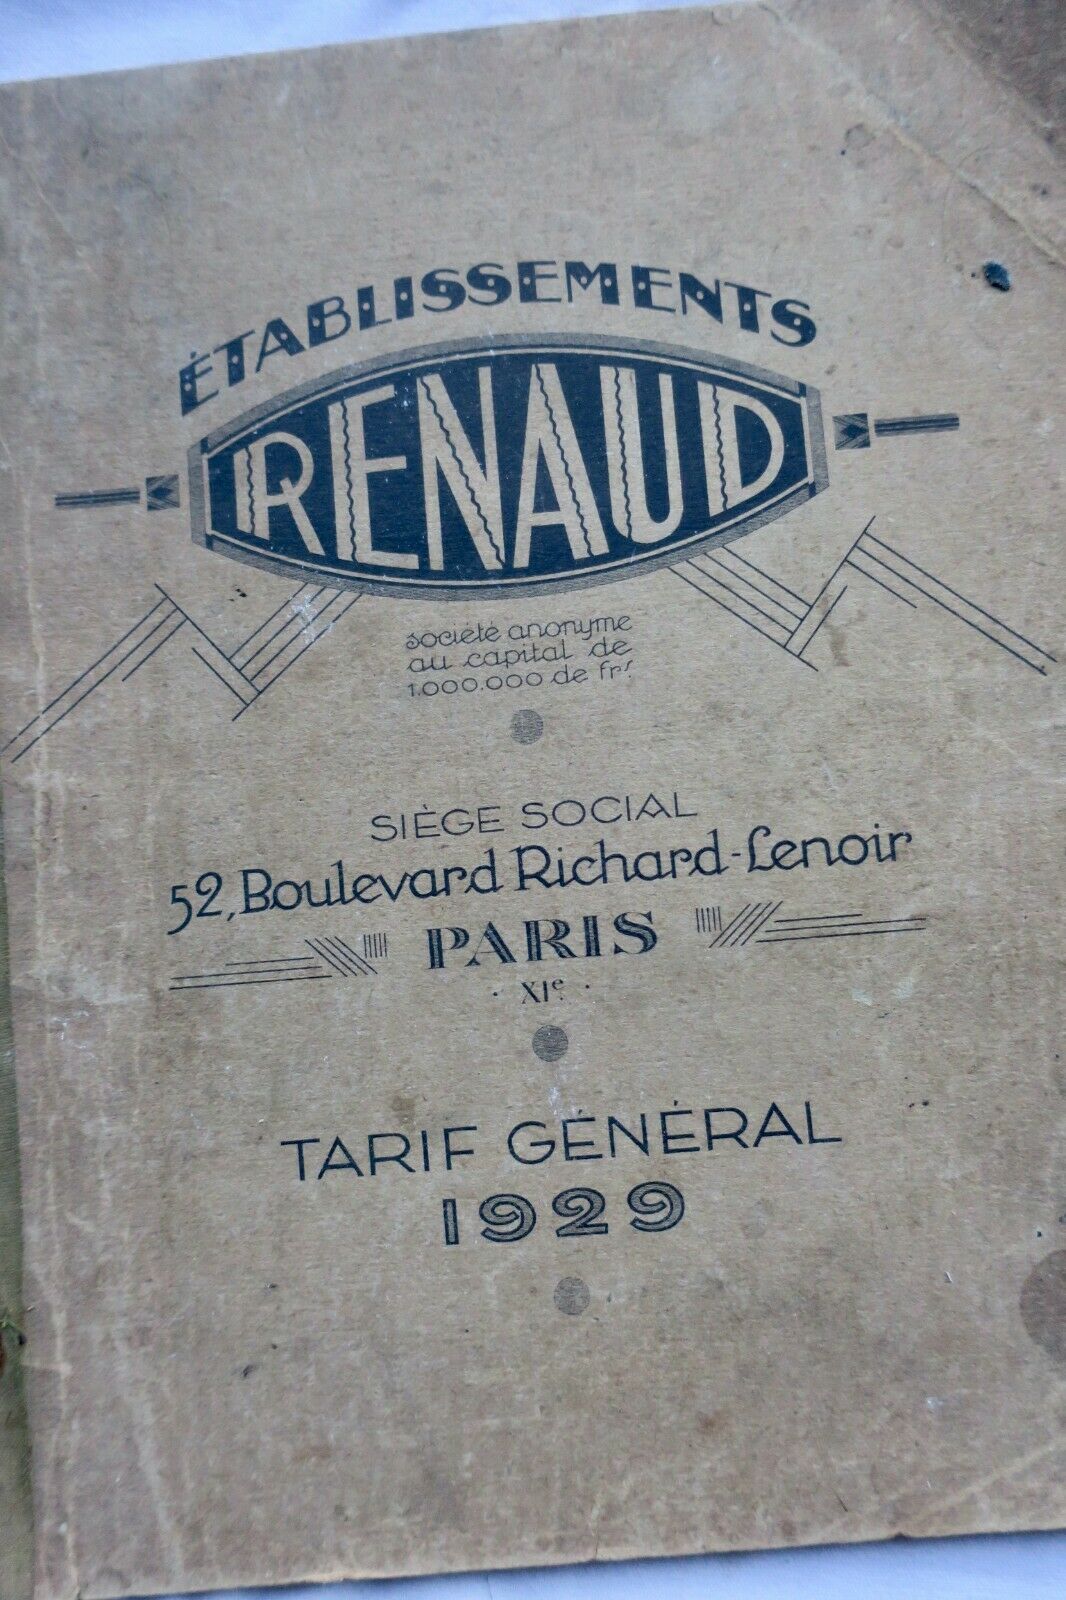 ÉTABLISSEMENTS
RENAUD
société anonyme
au capital de
1.000.000 de frs.
SIÈGE SOCIAL
52, Boulevard Richard-Lenoir
PARIS
· XIe. ·
TARIF GÉNÉRAL
1929